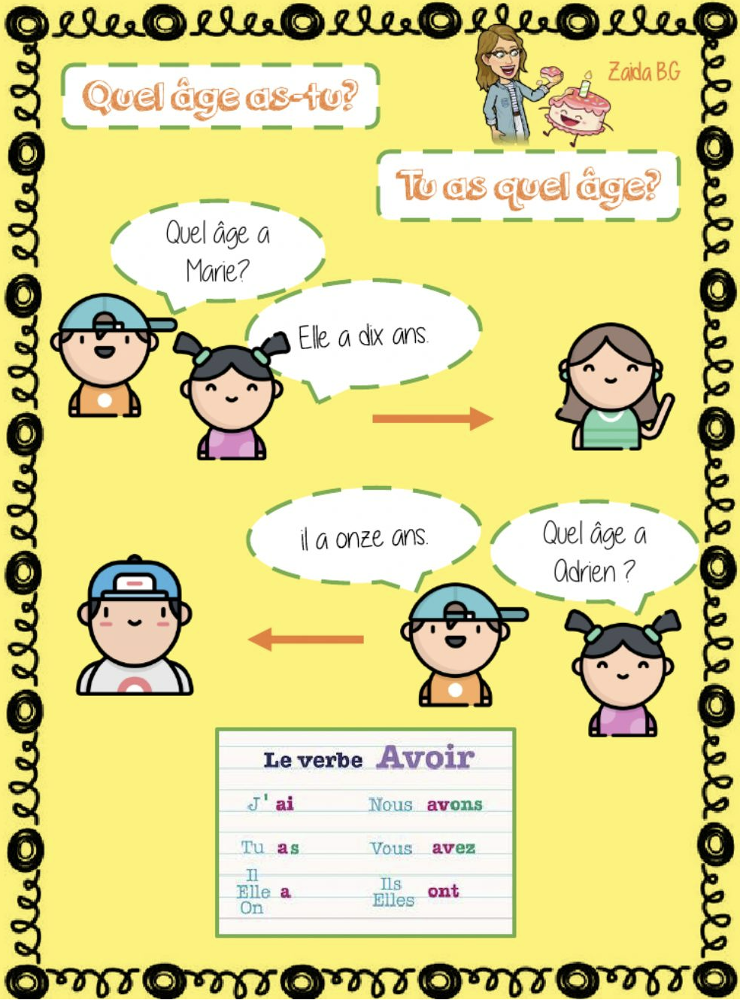 Quel âge as-tu?
Zaida B.G
Tu as quel âge?
Quel âge a
Marie?
Elle a dix ans.
il a onze ans.
Quel âge a
Adrien ?
Le verbe Avoir
J' ai
Nous avons
Tu as
Vous avez
Il
Elle a
On
Ils
Elles ont